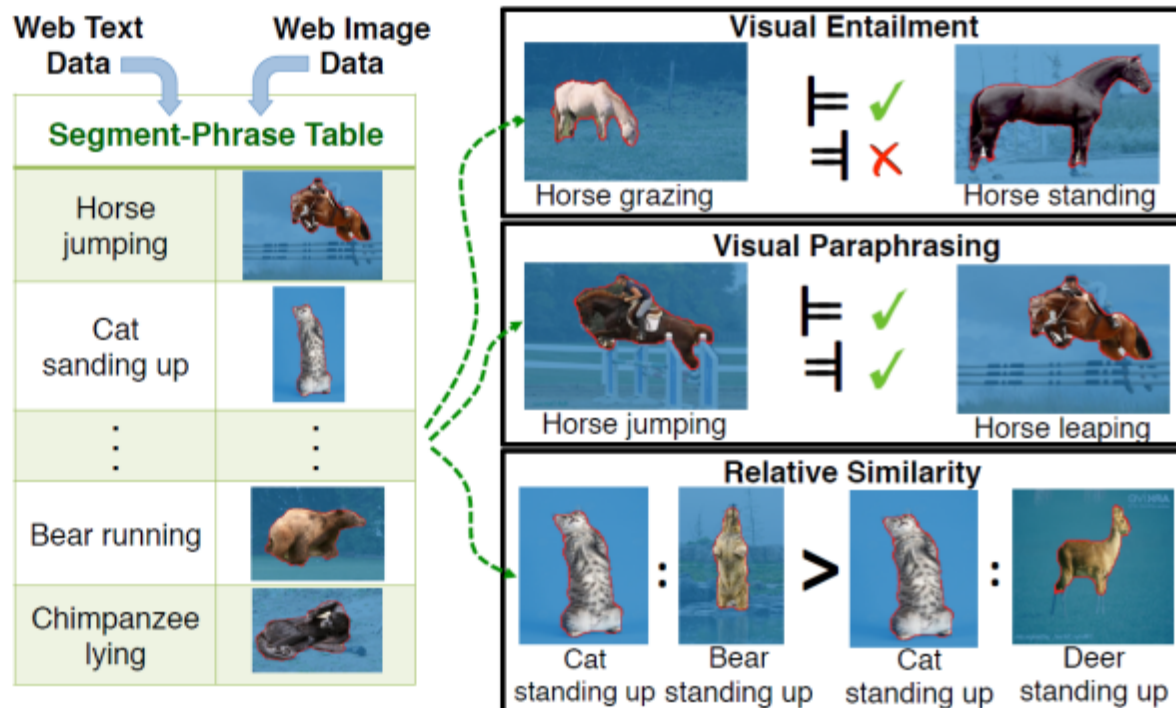 Web Text
Data
Web Image
Data
Segment-Phrase Table
Horse
jumping
Cat
sanding up
Bear running
Chimpanzee
lying
Visual Entailment
Horse grazing
Horse standing
Visual Paraphrasing
Horse jumping
Horse leaping
Relative Similarity
: > :
Cat
standing up
Bear
standing up
Cat
standing up
Deer
standing up